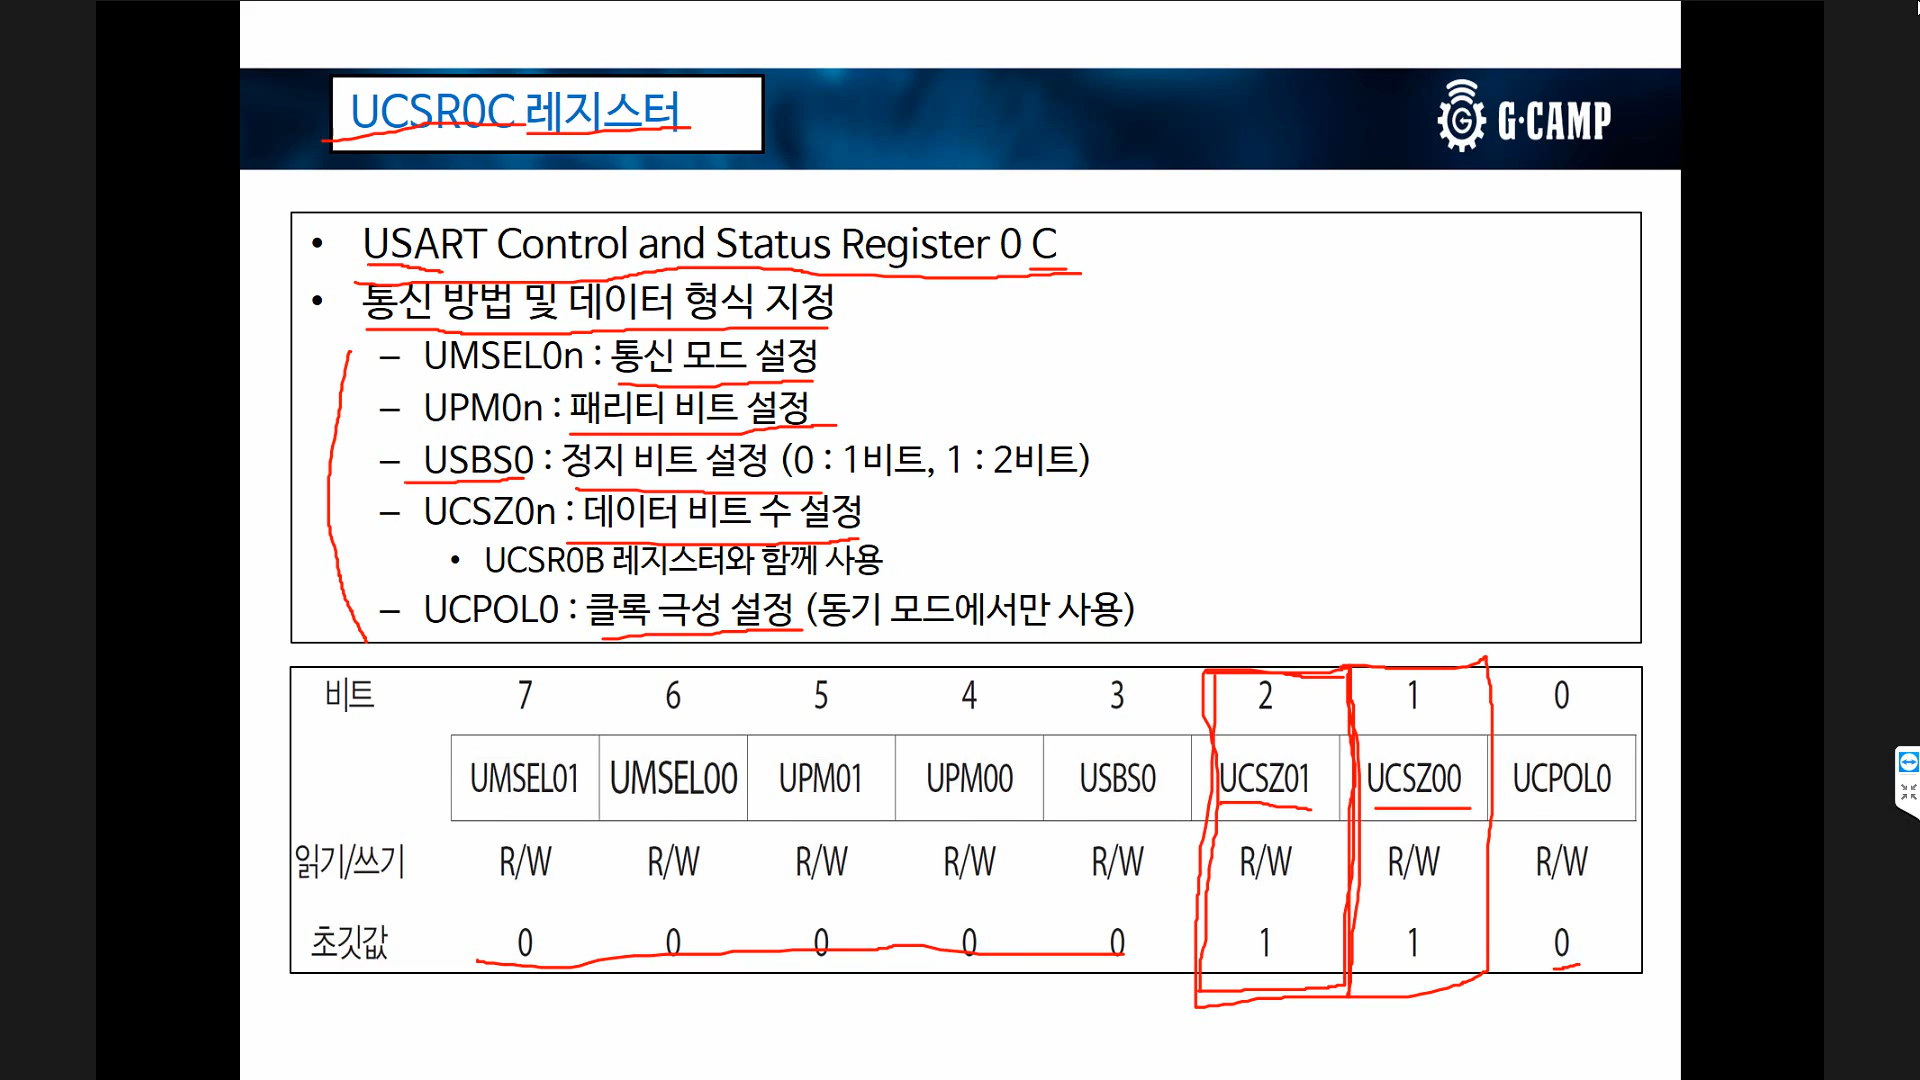 UCSR0C 레지스터
G·CAMP
• USART Control and Status Register 0 C
• 통신 방법 및 데이터 형식 지정
– UMSEL0n : 통신 모드 설정
– UPM0n : 패리티 비트 설정
– USBS0 : 정지 비트 설정 (0 : 1비트, 1 : 2비트)
– UCSZ0n : 데이터 비트 수 설정
• UCSR0B 레지스터와 함께 사용
– UCPOL0 : 클록 극성 설정 (동기 모드에서만 사용)
비트 7 6 5 4 3 2 1 0
UMSEL01 UMSEL00 UPM01 UPM00 USBS0 UCSZ01 UCSZ00 UCPOL0
읽기/쓰기 R/W R/W R/W R/W R/W R/W R/W R/W
초깃값 0 0 0 0 0 1 1 0